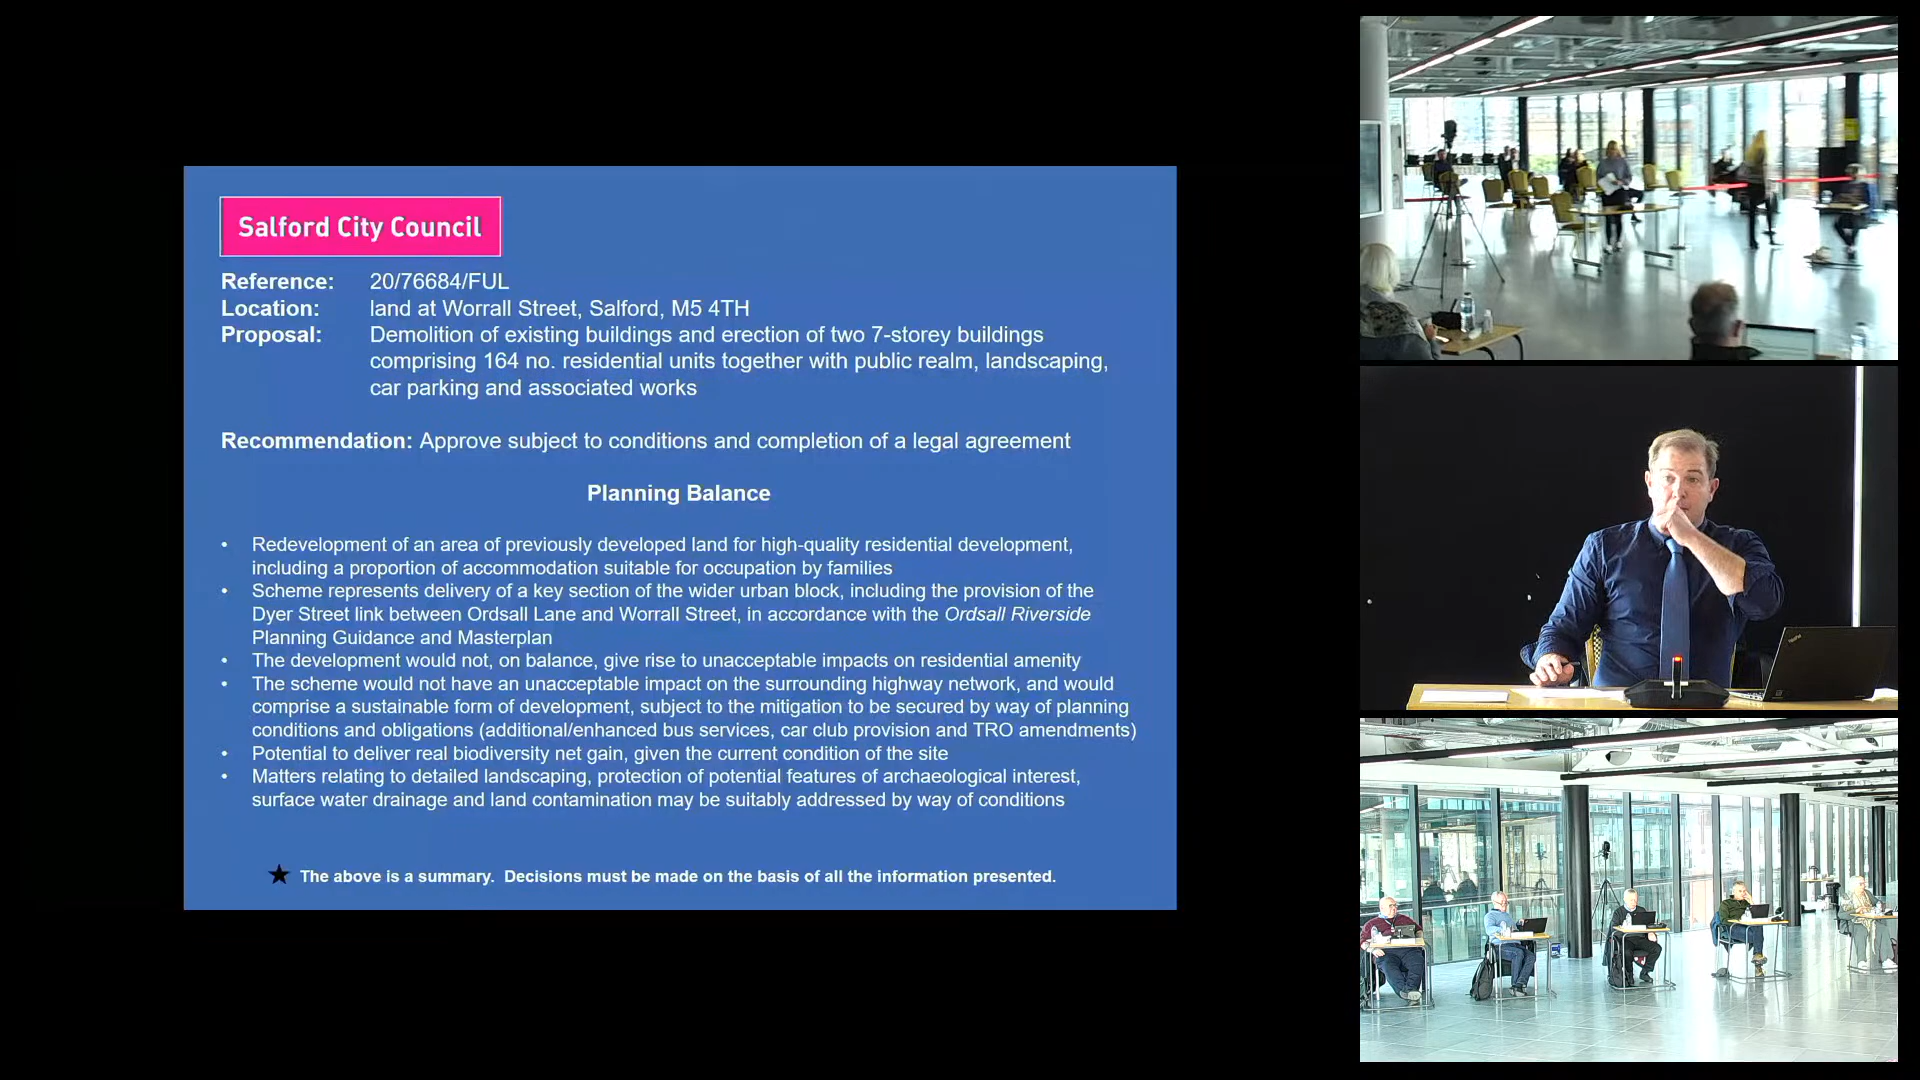 Salford City Council
Reference: 20/76684/FUL
Location: land at Worrall Street, Salford, M5 4TH
Proposal: Demolition of existing buildings and erection of two 7-storey buildings
comprising 164 no. residential units together with public realm, landscaping,
car parking and associated works
Recommendation: Approve subject to conditions and completion of a legal agreement
Planning Balance
• Redevelopment of an area of previously developed land for high-quality residential development,
including a proportion of accommodation suitable for occupation by families
• Scheme represents delivery of a key section of the wider urban block, including the provision of the
Dyer Street link between Ordsall Lane and Worrall Street, in accordance with the Ordsall Riverside
Planning Guidance and Masterplan
• The development would not, on balance, give rise to unacceptable impacts on residential amenity
• The scheme would not have an unacceptable impact on the surrounding highway network, and would
comprise a sustainable form of development, subject to the mitigation to be secured by way of planning
conditions and obligations (additional/enhanced bus services, car club provision and TRO amendments)
• Potential to deliver real biodiversity net gain, given the current condition of the site
• Matters relating to detailed landscaping, protection of potential features of archaeological interest,
surface water drainage and land contamination may be suitably addressed by way of conditions
★ The above is a summary. Decisions must be made on the basis of all the information presented.
ThinkPad